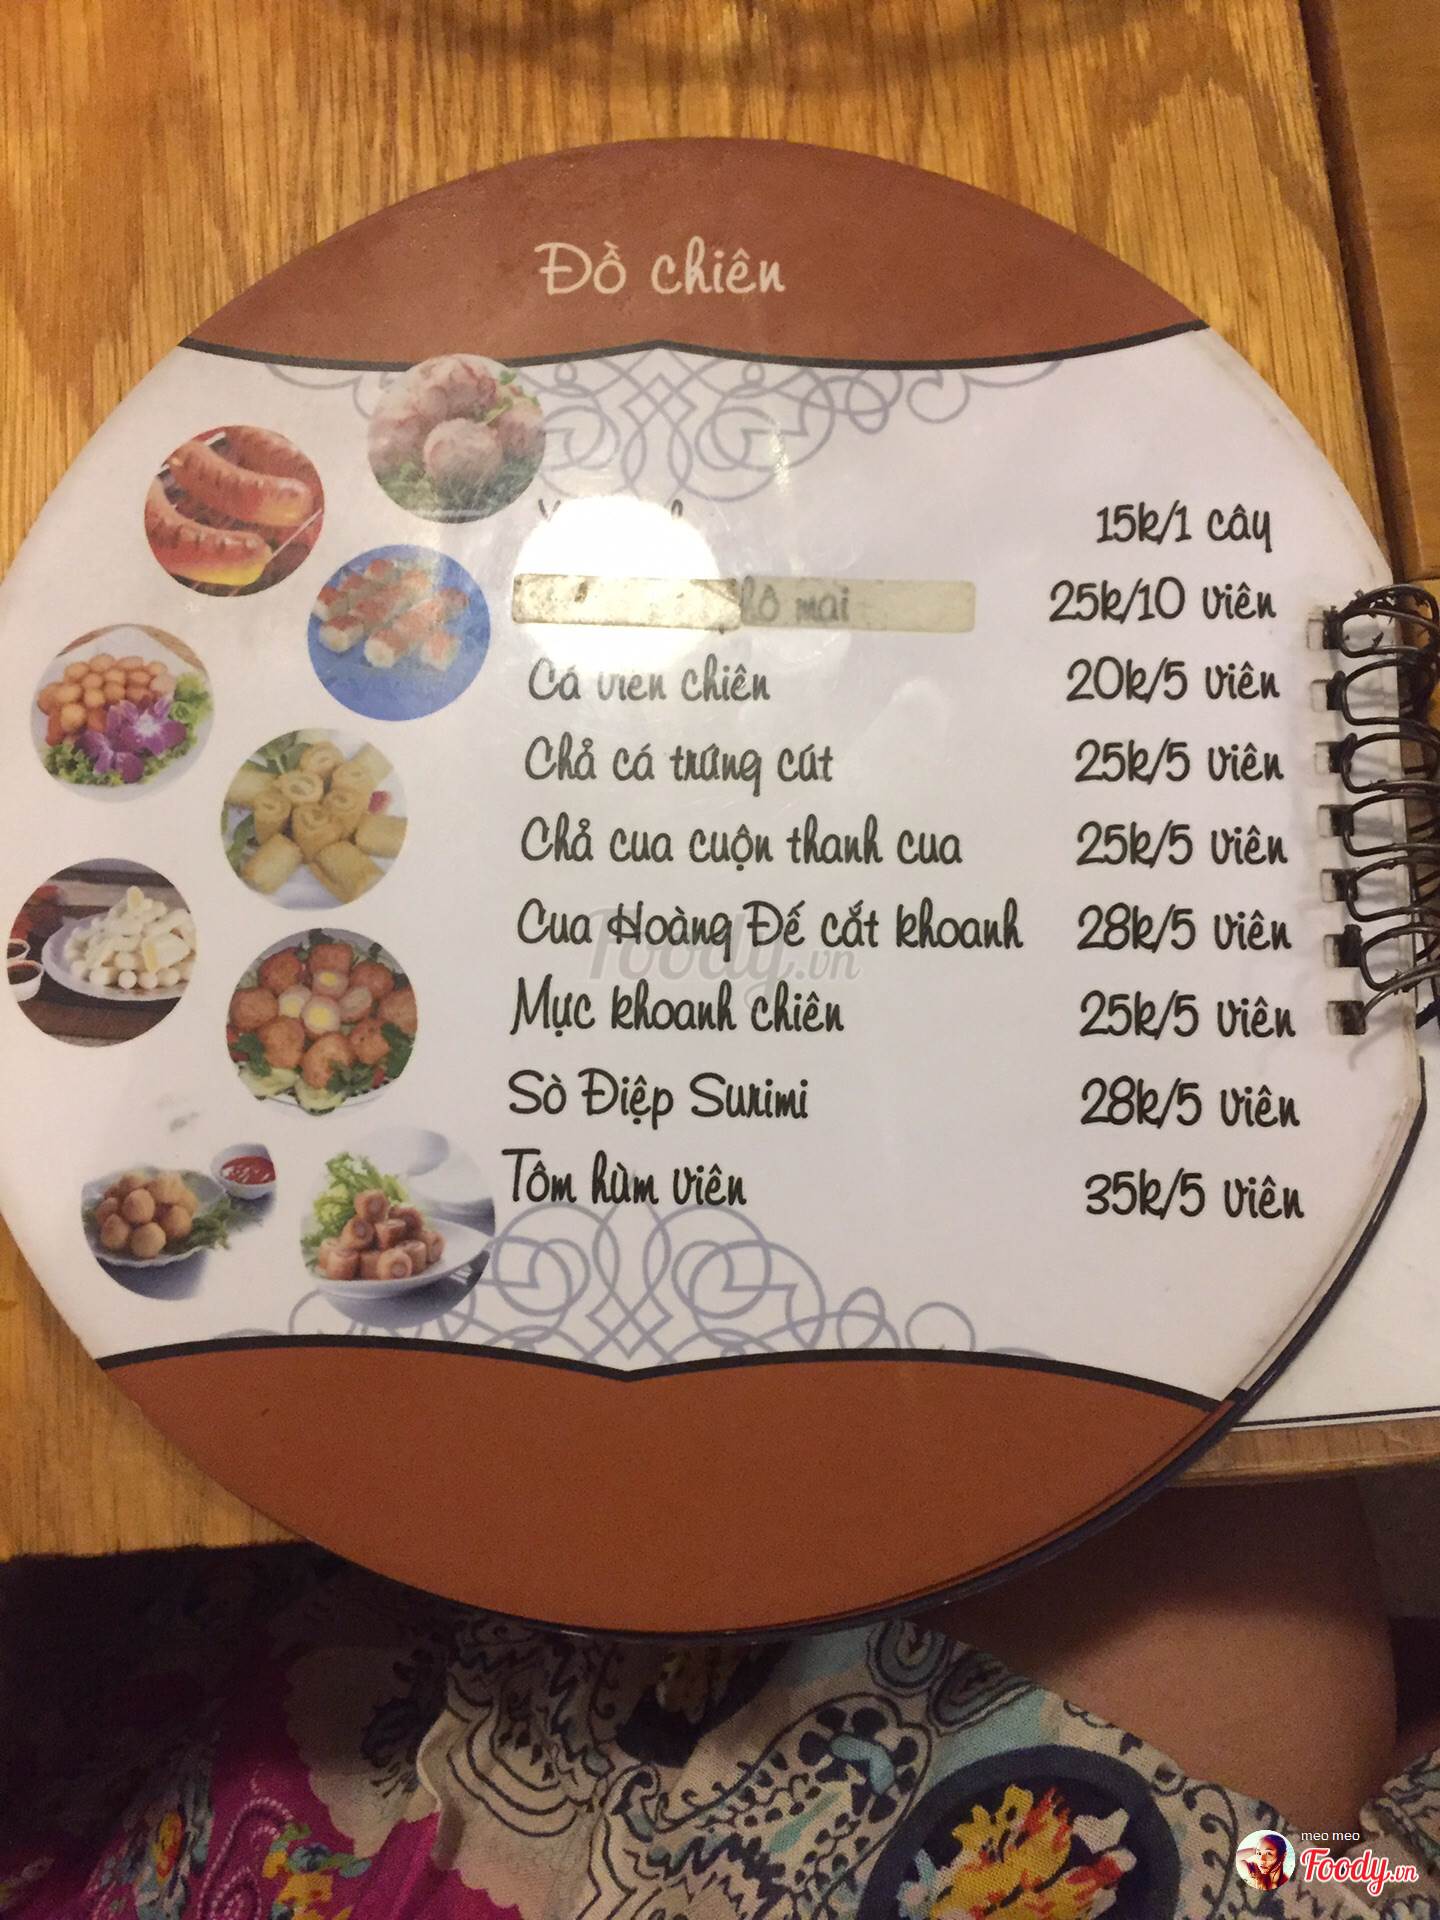 Đồ chiên
15k/1 cây
mai 25k/10 viên
Cá viên chiên 20k/5 viên
Chả cá trứng cút 25k/5 viên
Chả cua cuộn thanh cua 25k/5 viên
Cua Hoàng Đế cắt khoanh 28k/5 viên
Foody.vn
Mực khoanh chiên 25k/5 viên
Sò Điệp Surimi 28k/5 viên
Tôm hùm viên 35k/5 viên
meo meo
Foody.vn